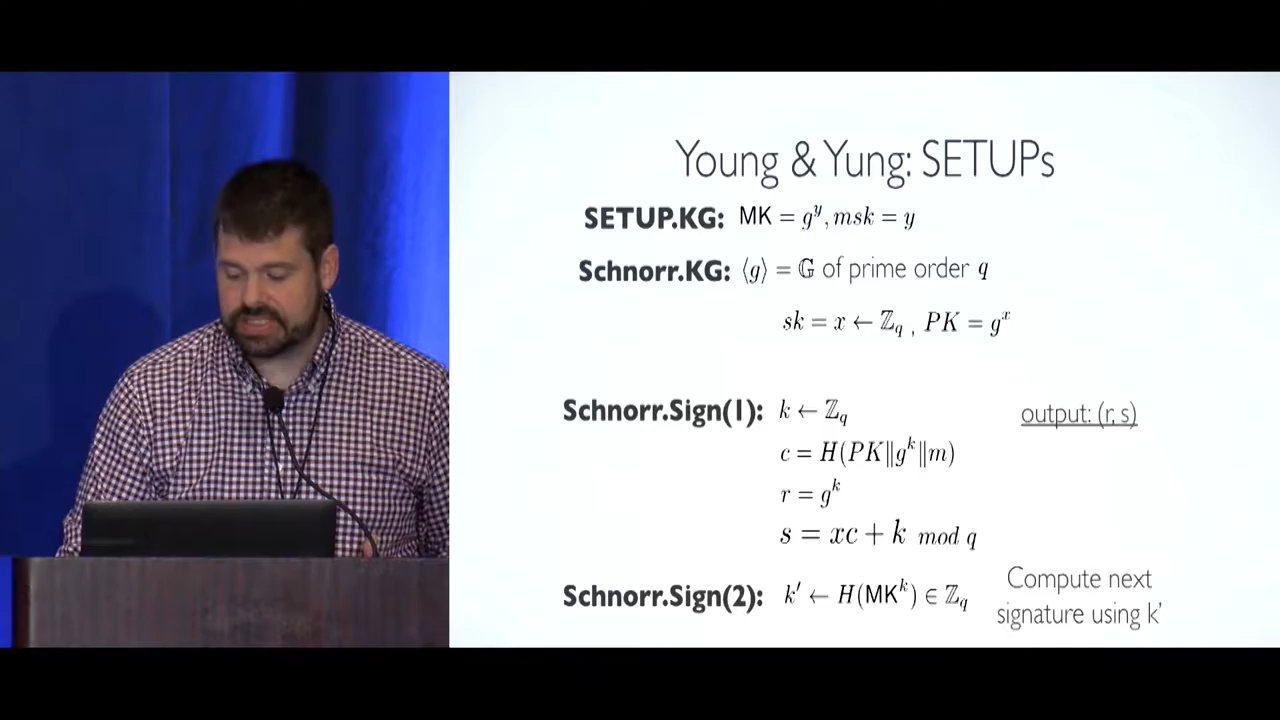 Young & Yung: SETUPs
SETUP.KG: MK = g^y, msk = y
Schnorr.KG: ⟨g⟩ = 𝔾 of prime order q
sk = x ← ℤ_q , PK = g^x
Schnorr.Sign(1): k ← ℤ_q output: (r, s)
c = H(PK‖g^k‖m)
r = g^k
s = xc + k mod q
Schnorr.Sign(2): k′ ← H(MK^k) ∈ ℤ_q
Compute next
signature using k’